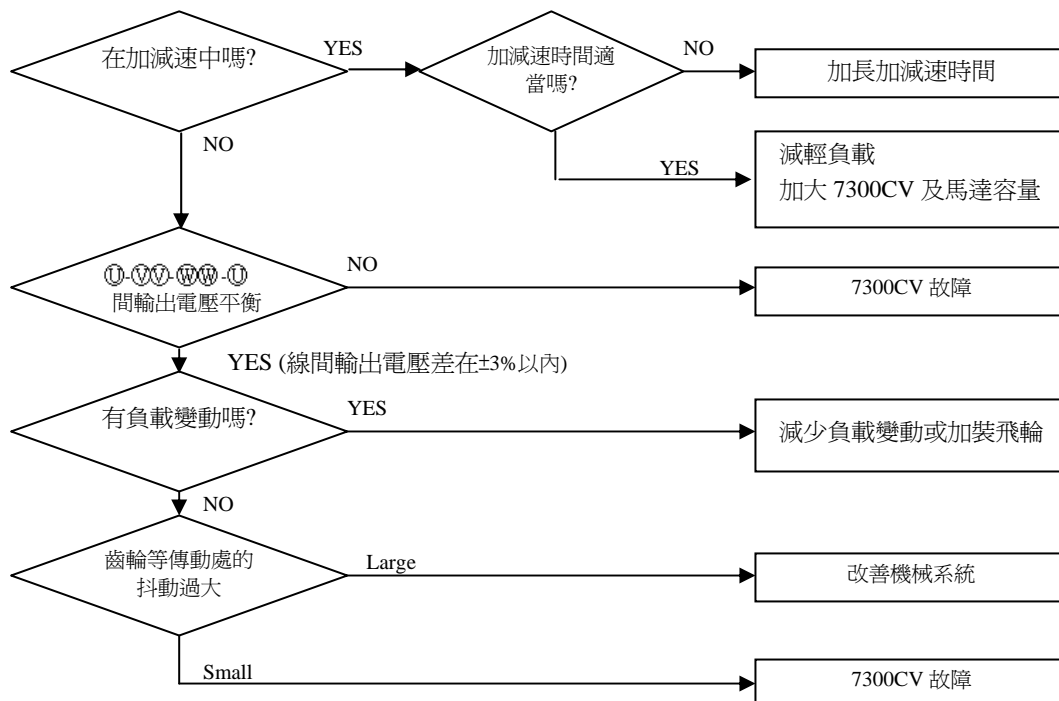 在加減速中嗎?
YES
加減速時間適
當嗎?
NO
加長加減速時間
NO
YES
減輕負載
加大 7300CV 及馬達容量
Ⓤ-ⓋⓋ-ⓌⓌ-Ⓤ
間輸出電壓平衡
NO
7300CV 故障
YES (線間輸出電壓差在±3%以內)
有負載變動嗎?
YES
減少負載變動或加裝飛輪
NO
齒輪等傳動處的
抖動過大
Large
改善機械系統
Small
7300CV 故障